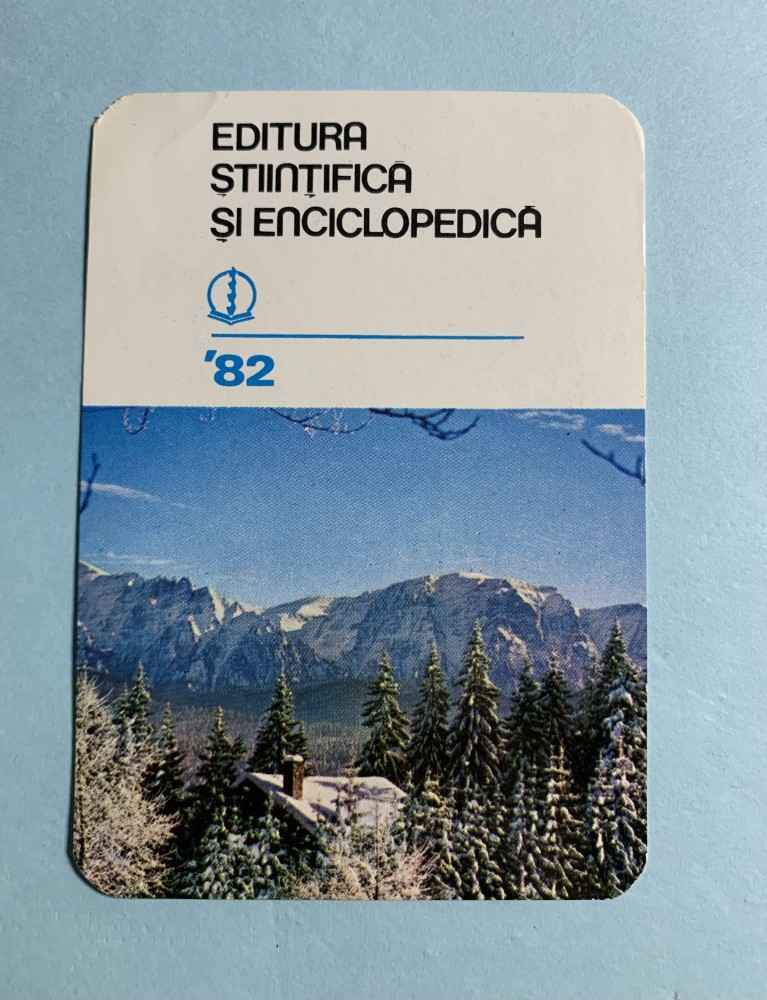 EDITURA
ȘTIINȚIFICĂ
ȘI ENCICLOPEDICĂ
'82